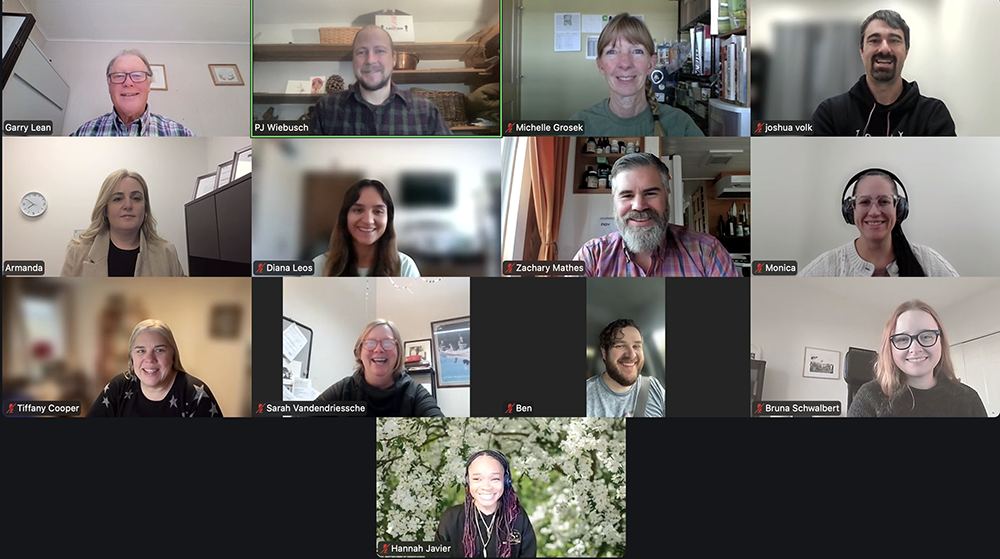 Garry Lean
PJ Wiebusch
Michelle Grosek
joshua volk
Armanda
Diana Leos
Zachary Mathes
Monica
Tiffany Cooper
Sarah Vandendriessche
Ben
Bruna Schwalbert
Hannah Javier